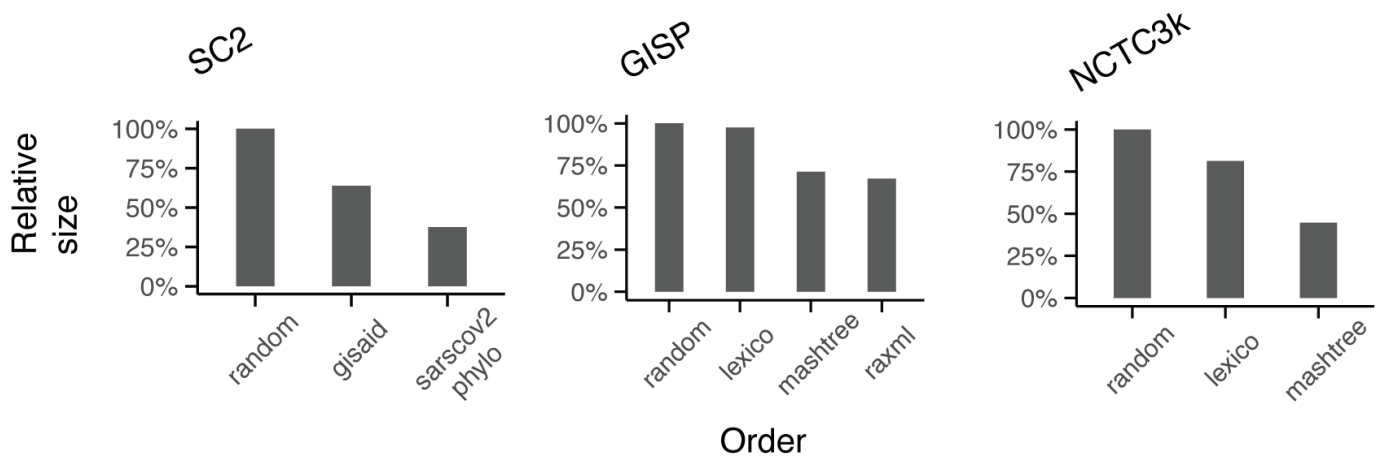 SC2
GISP
NCTC3k
Relative
size
100%
75%
50%
25%
0%
random
gisaid
sarscov2
phylo
100%
75%
50%
25%
0%
random
lexico
mashtree
raxml
100%
75%
50%
25%
0%
random
lexico
mashtree
Order